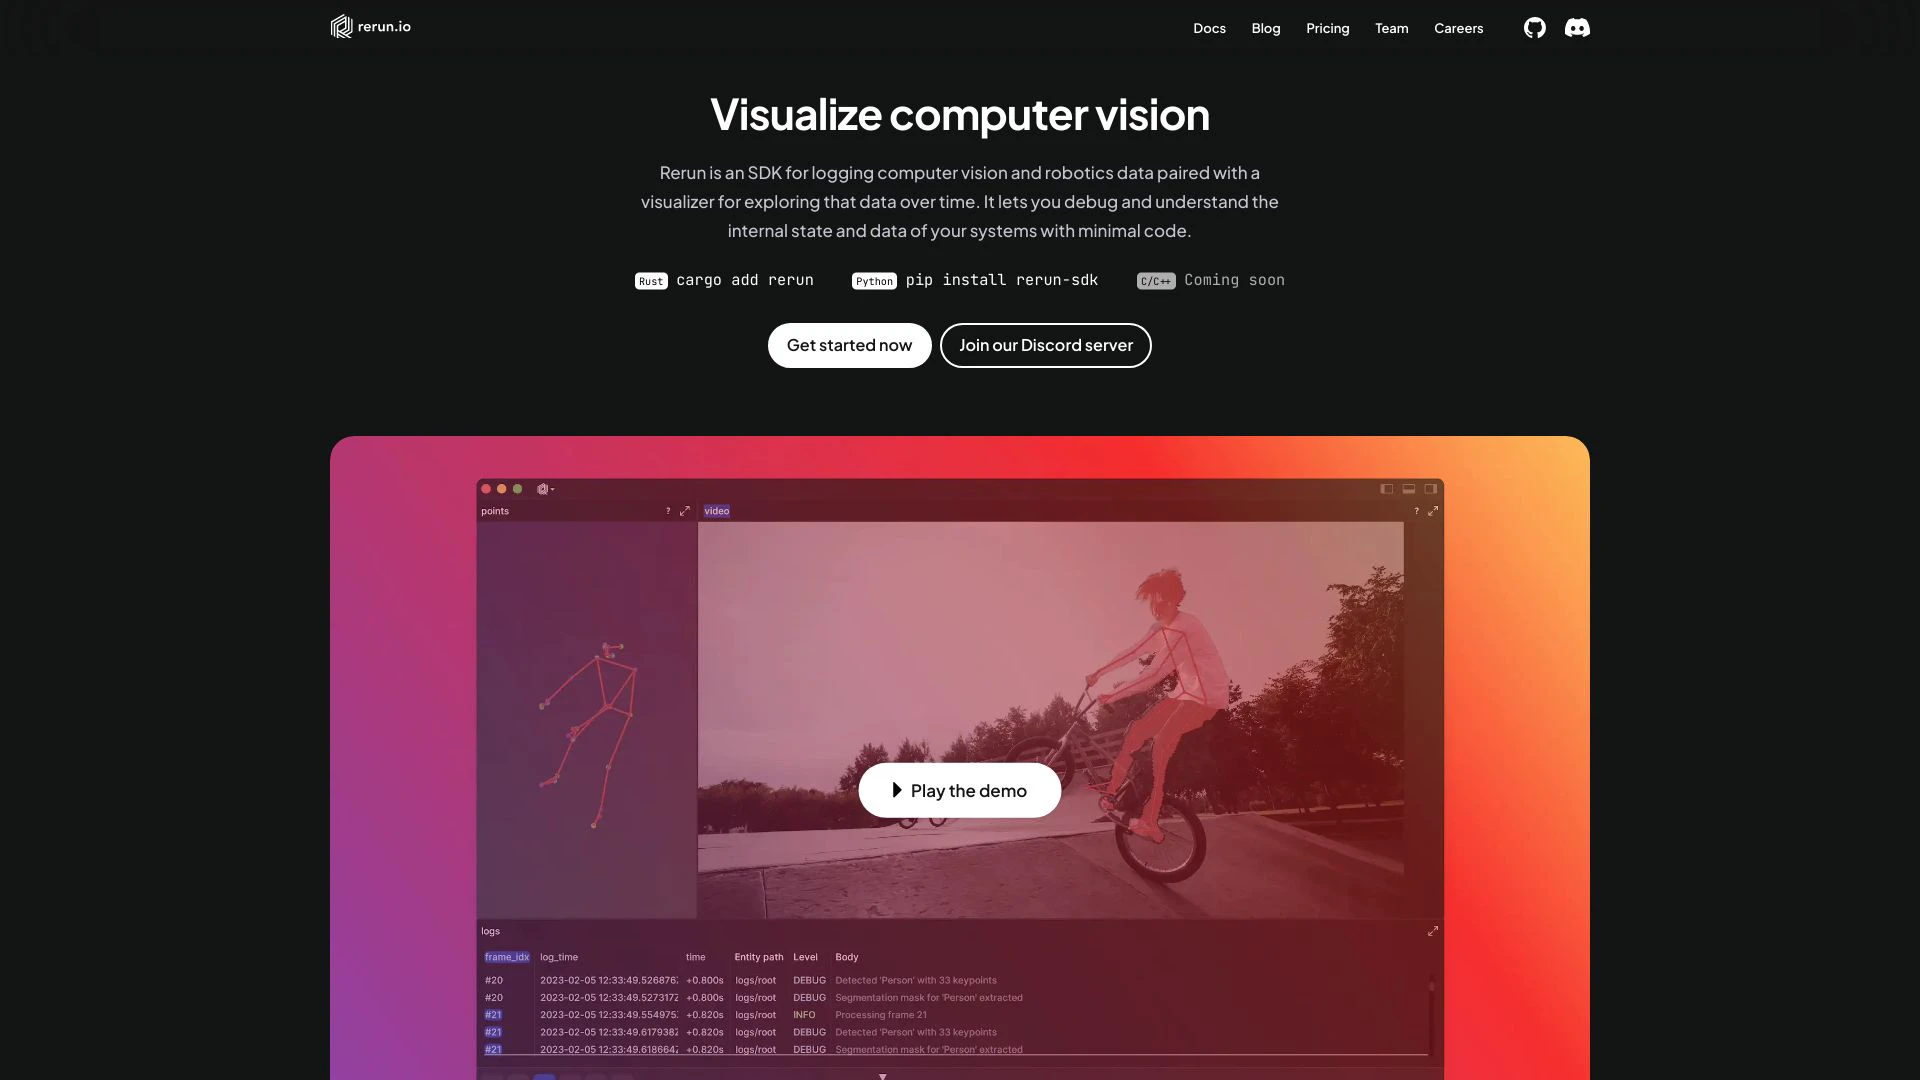 rerun.io
Docs Blog Pricing Team Careers
Visualize computer vision
Rerun is an SDK for logging computer vision and robotics data paired with a
visualizer for exploring that data over time. It lets you debug and understand the
internal state and data of your systems with minimal code.
Rust cargo add rerun Python pip install rerun-sdk C/C++ Coming soon
Get started now Join our Discord server
points ? video ?
Play the demo
logs
frame_idx log_time time Entity path Level Body
#20 2023-02-05 12:33:49.526876 +0.800s logs/root DEBUG Detected 'Person' with 33 keypoints
#20 2023-02-05 12:33:49.527317 +0.800s logs/root DEBUG Segmentation mask for 'Person' extracted
#21 2023-02-05 12:33:49.554975 +0.820s logs/root INFO Processing frame 21
#21 2023-02-05 12:33:49.617938 +0.820s logs/root DEBUG Detected 'Person' with 33 keypoints
#21 2023-02-05 12:33:49.618664 +0.820s logs/root DEBUG Segmentation mask for 'Person' extracted